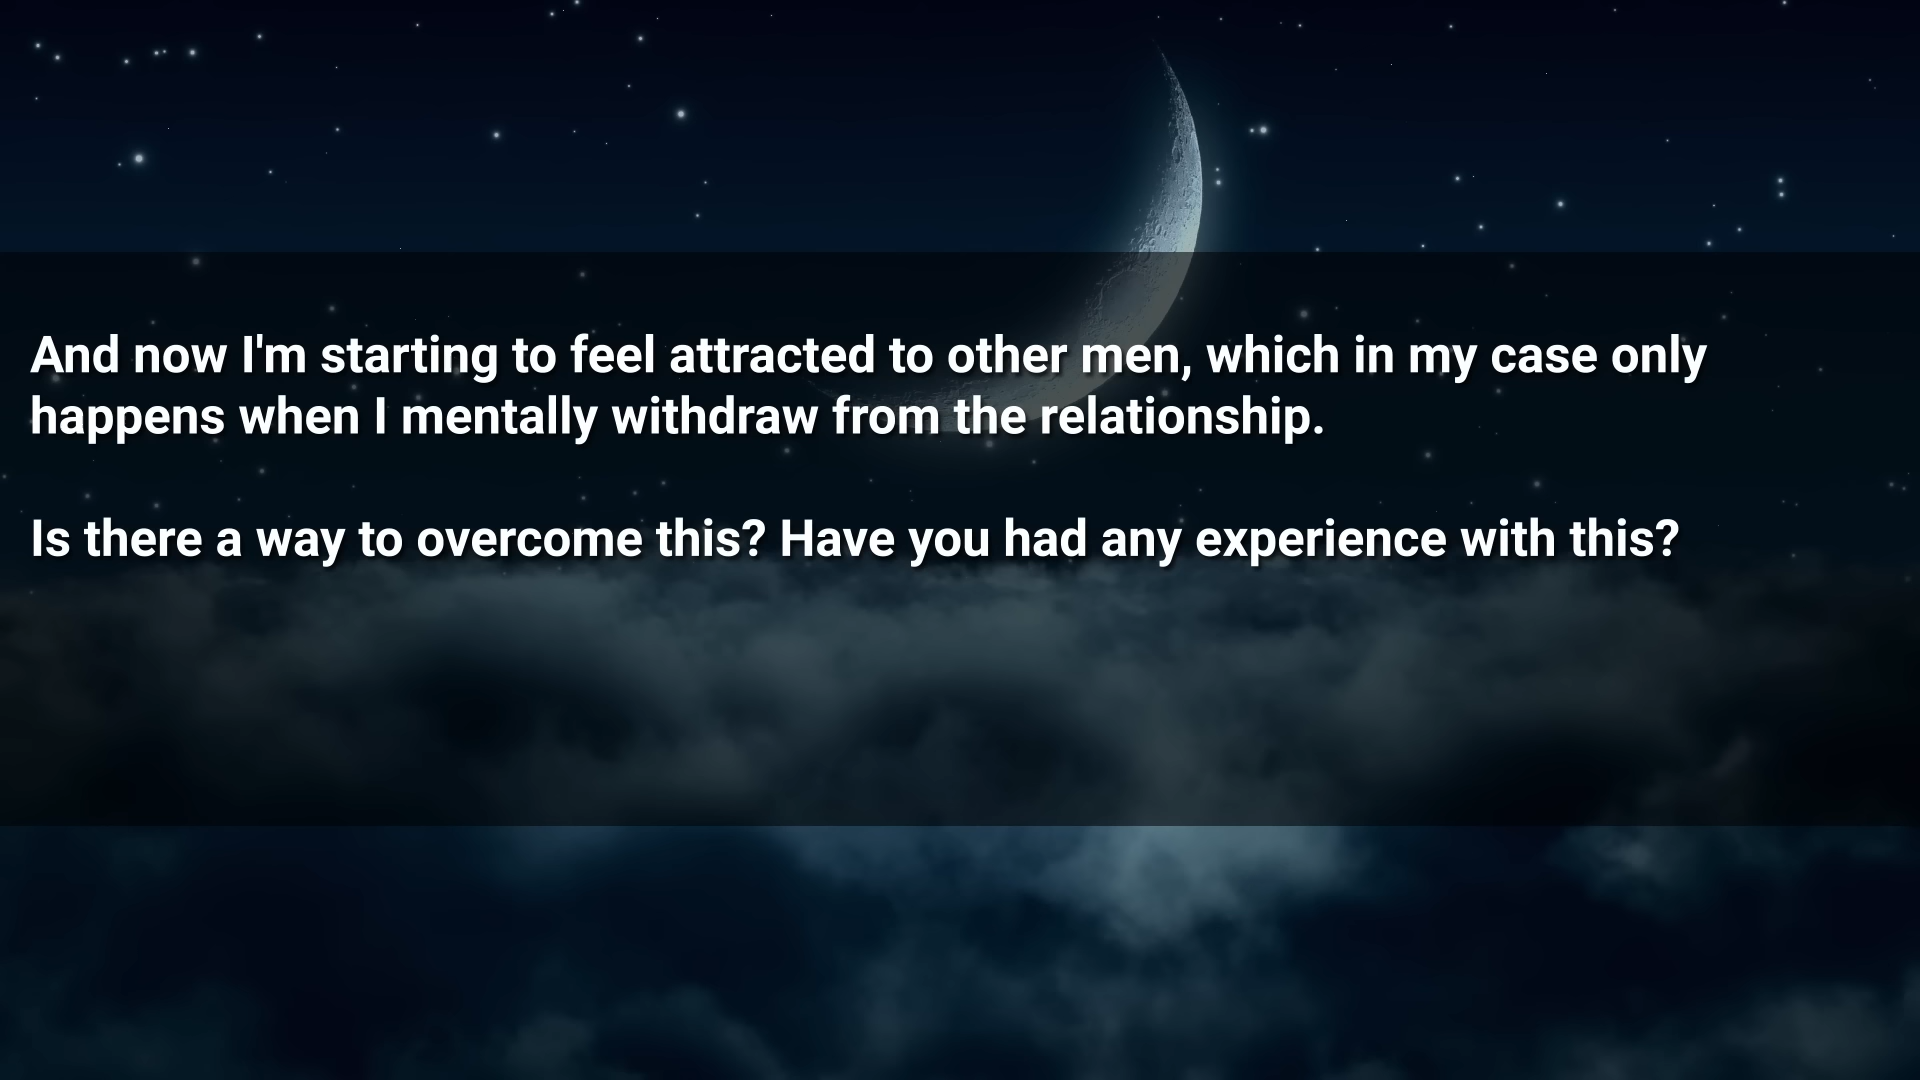 And now I'm starting to feel attracted to other men, which in my case only
happens when I mentally withdraw from the relationship.
Is there a way to overcome this? Have you had any experience with this?